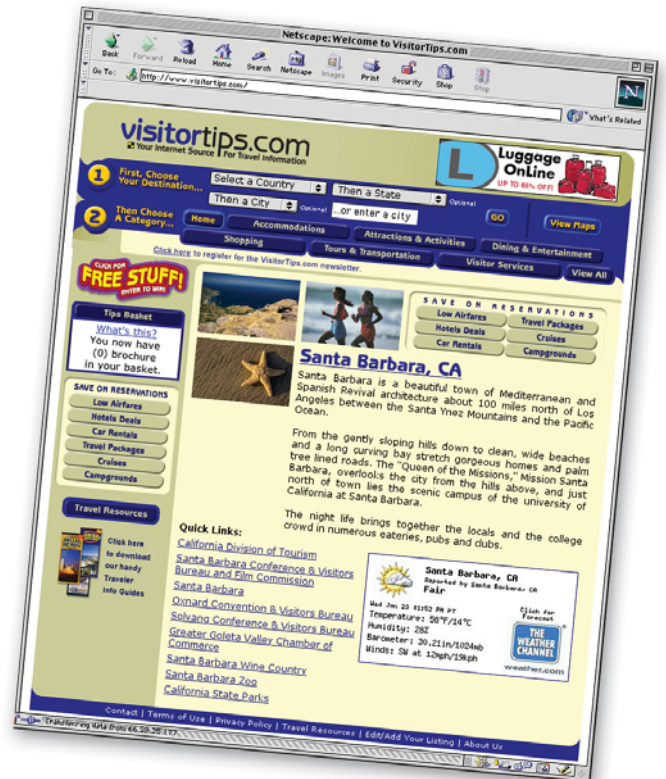 Netscape: Welcome to VisitorTips.com
Back Forward Reload Home Search Netscape Images Print Security Shop Stop
N
Go To: http://www.visitortips.com/
What's Related
visitortips.com
Your Internet Source For Travel Information
L
Luggage
OnLine
UP TO 80% OFF!
1 First, Choose
Your Destination...
Select a Country
Then a State
Optional
Then a City
Optional
...or enter a city
GO
View Maps
2 Then Choose
A Category...
Home
Accommodations
Attractions & Activities
Dining & Entertainment
Shopping
Tours & Transportation
Visitor Services
View All
Click here to register for the VisitorTips.com newsletter.
CLICK FOR
FREE STUFF!
ENTER TO WIN!
Tips Basket
What's this?
You now have
(0) brochure
in your basket.
SAVE ON RESERVATIONS
Low Airfares
Hotels Deals
Car Rentals
Travel Packages
Cruises
Campgrounds
Travel Resources
Click here
to download
our handy
Traveler
Info Guides
SAVE ON RESERVATIONS
Low Airfares
Travel Packages
Hotels Deals
Cruises
Car Rentals
Campgrounds
Santa Barbara, CA
Santa Barbara is a beautiful town of Mediterranean and
Spanish Revival architecture about 100 miles north of Los
Angeles between the Santa Ynez Mountains and the Pacific
Ocean.
From the gently sloping hills down to clean, wide beaches
and a long curving bay stretch gorgeous homes and palm
tree lined roads. The "Queen of the Missions," Mission Santa
Barbara, overlooks the city from the hills above, and just
north of town lies the scenic campus of the university of
California at Santa Barbara.
The night life brings together the locals and the college
crowd in numerous eateries, pubs and clubs.
Quick Links:
California Division of Tourism
Santa Barbara Conference & Visitors
Bureau and Film Commission
Santa Barbara
Oxnard Convention & Visitors Bureau
Solvang Conference & Visitors Bureau
Greater Goleta Valley Chamber of
Commerce
Santa Barbara Wine Country
Santa Barbara Zoo
California State Parks
Santa Barbara, CA
Reported by Santa Barbara, CA
Fair
Wed Jan 23 01:52 PM PT
Temperature: 58°F/14°C
Humidity: 28%
Barometer: 30.21in/1024mb
Winds: SW at 12mph/19kph
Click for
Forecast
THE
WEATHER
CHANNEL
weather.com
Contact | Terms of Use | Privacy Policy | Travel Resources | Edit/Add Your Listing | About Us
Transferring data from